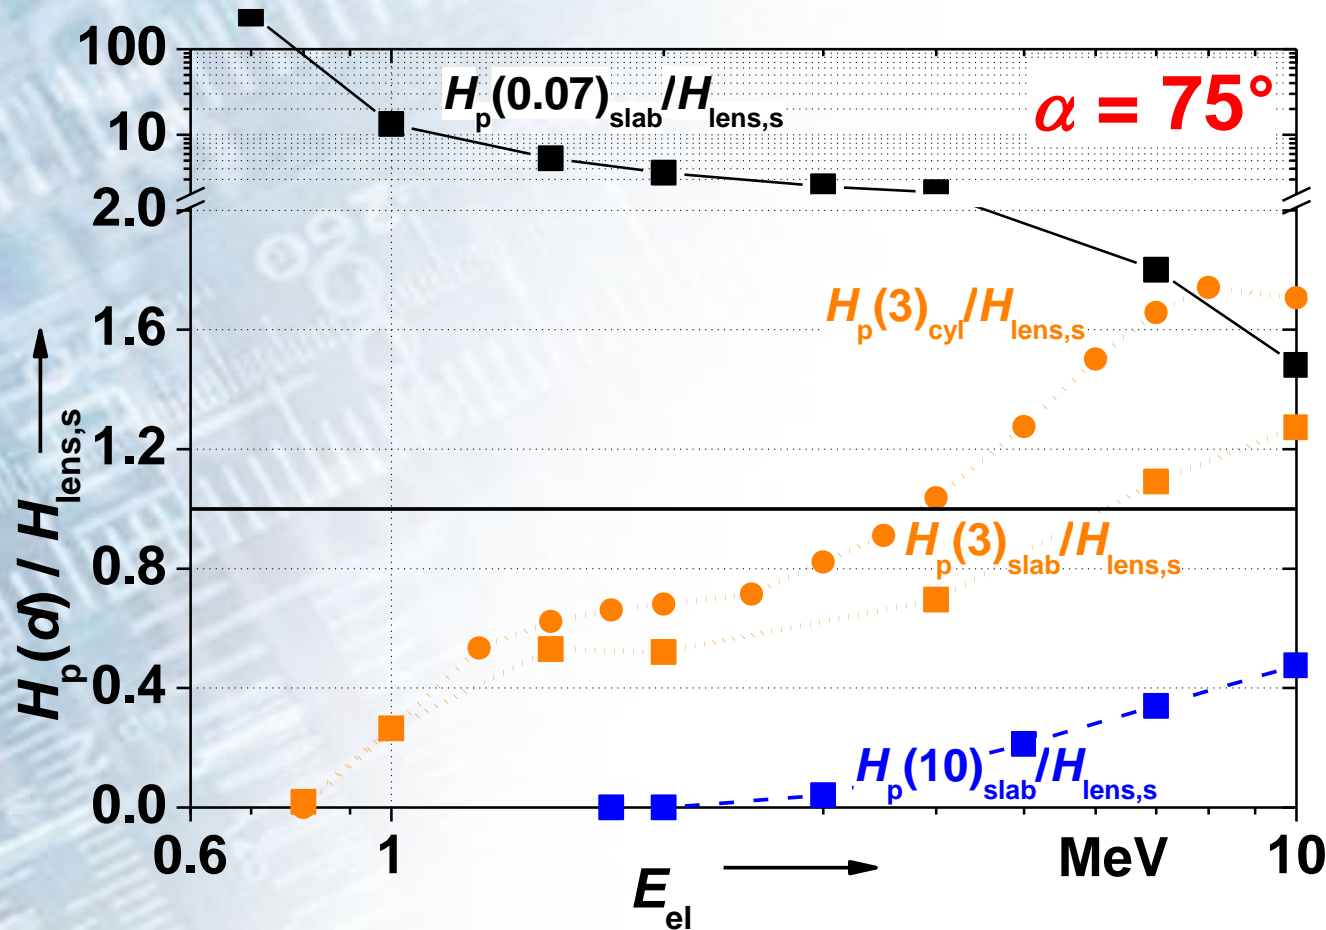 100
10
2.0
1.6
1.2
0.8
0.4
0.0
Hp(d) / Hlens,s
Hp(0.07)slab/Hlens,s
α = 75°
Hp(3)cyl/Hlens,s
Hp(3)slab/Hlens,s
Hp(10)slab/Hlens,s
0.6 1 MeV 10
Eel